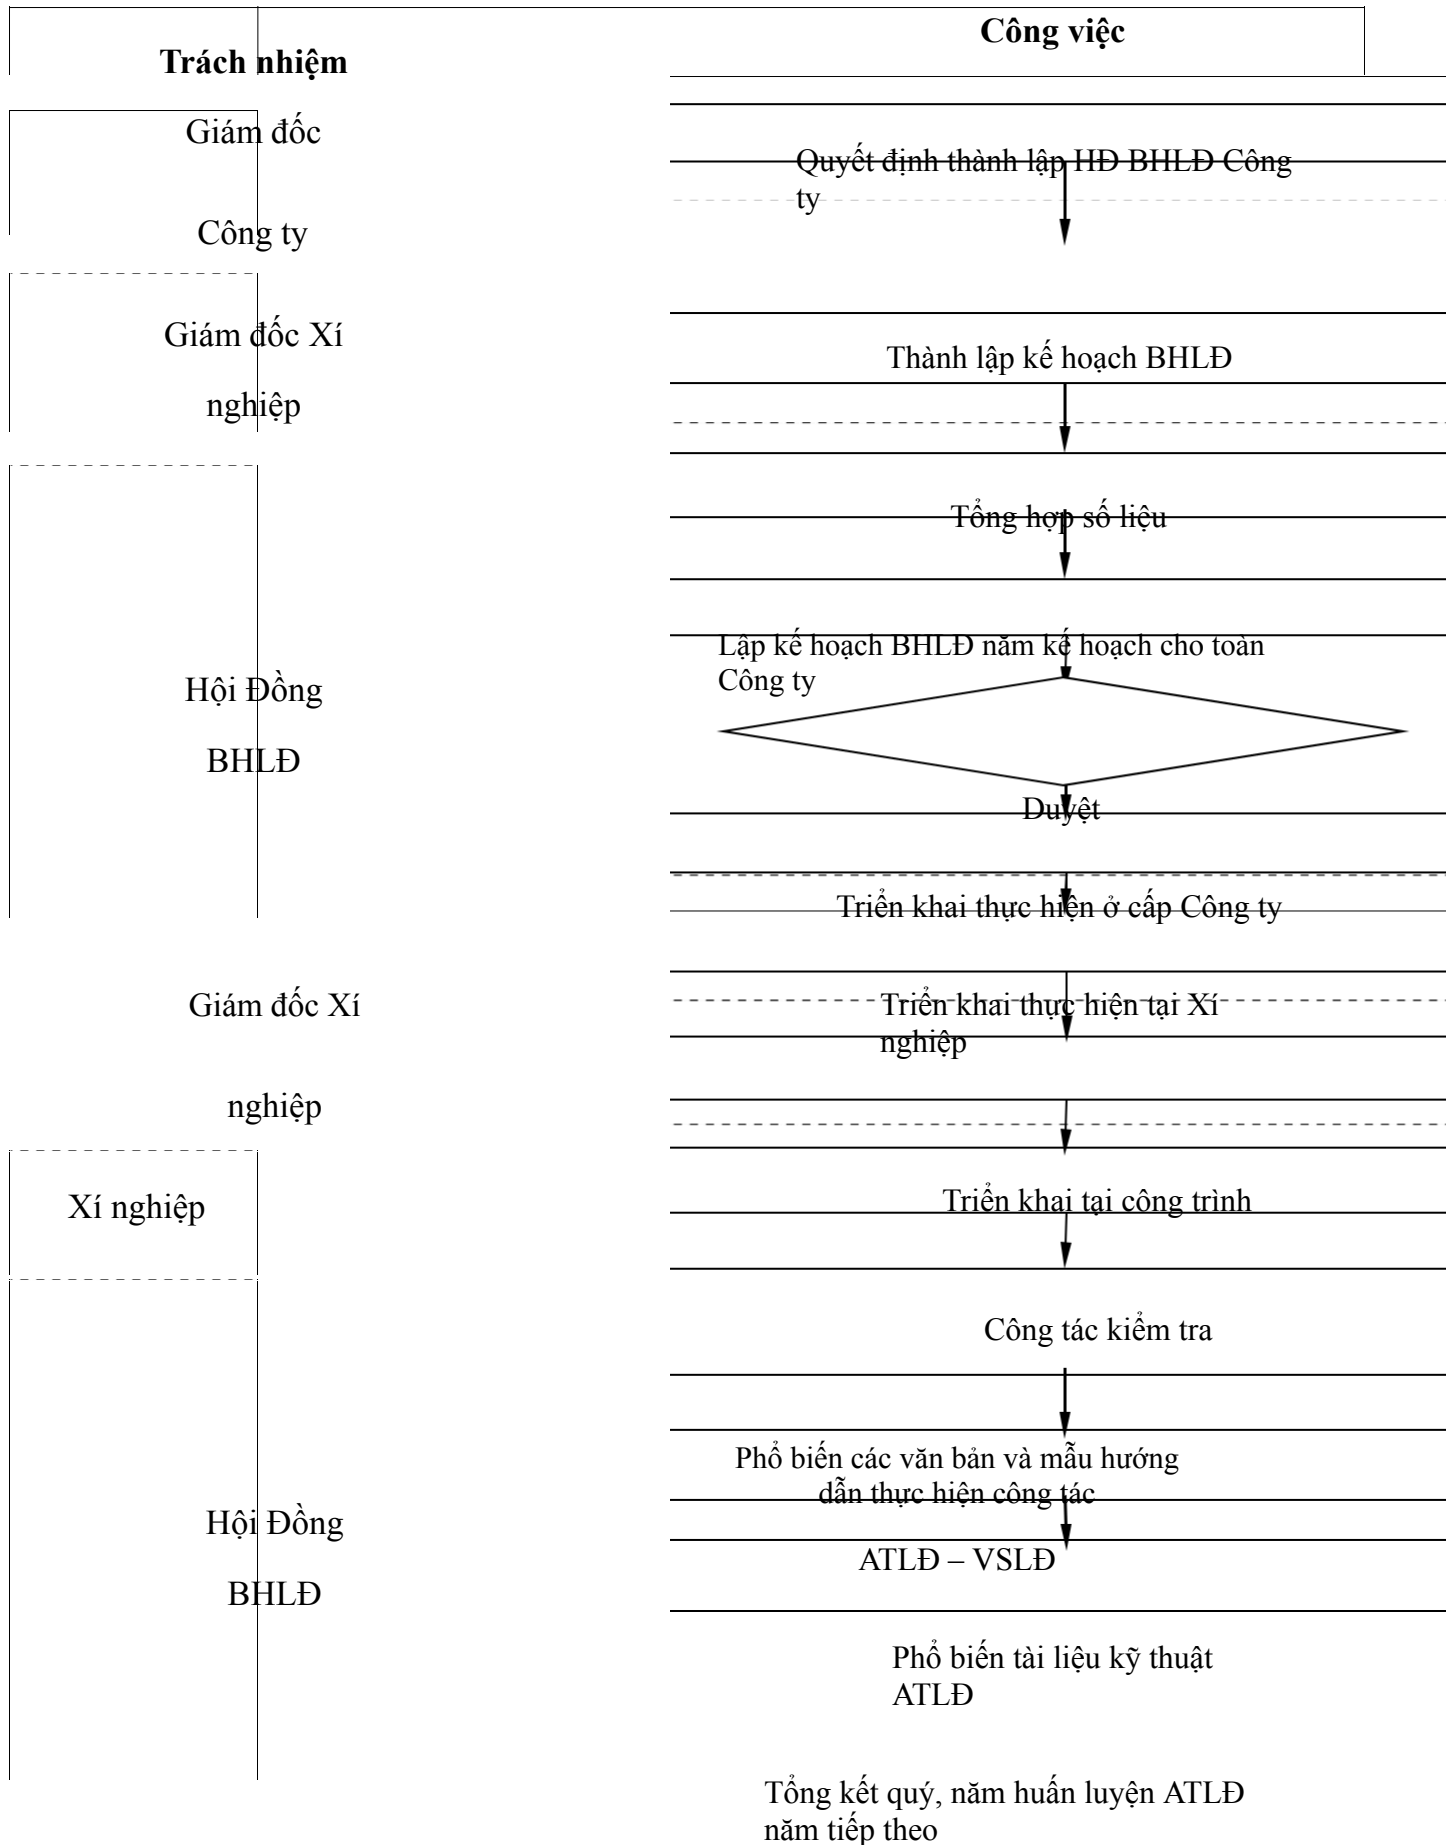 Trách nhiệm
Công việc
Giám đốc
Công ty
Quyết định thành lập HĐ BHLĐ Công
ty
Giám đốc Xí
nghiệp
Thành lập kế hoạch BHLĐ
Tổng hợp số liệu
Lập kế hoạch BHLĐ năm kế hoạch cho toàn
Công ty
Hội Đồng
BHLĐ
Duyệt
Triển khai thực hiện ở cấp Công ty
Giám đốc Xí
nghiệp
Triển khai thực hiện tại Xí
nghiệp
Xí nghiệp
Triển khai tại công trình
Công tác kiểm tra
Phổ biến các văn bản và mẫu hướng
dẫn thực hiện công tác
ATLĐ – VSLĐ
Hội Đồng
BHLĐ
Phổ biến tài liệu kỹ thuật
ATLĐ
Tổng kết quý, năm huấn luyện ATLĐ
năm tiếp theo